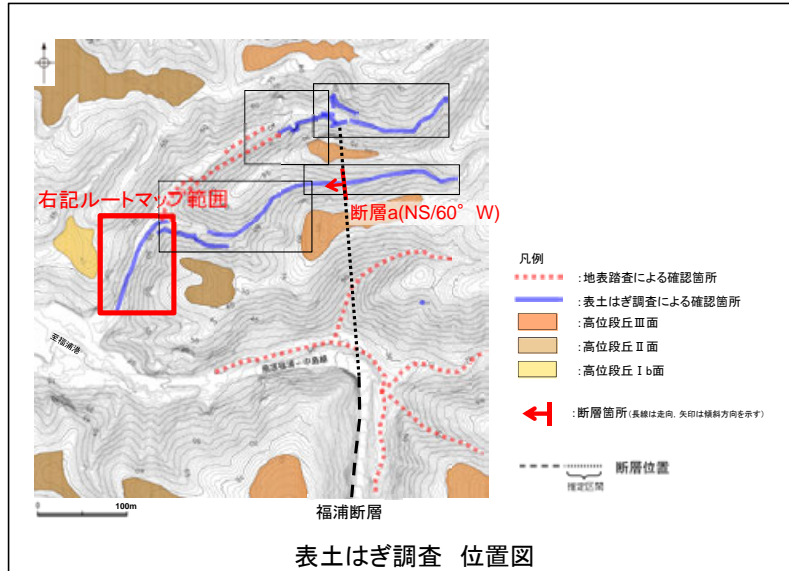 右記ルートマップ範囲
断層a(NS/60°W)
至福浦港
凡例
:地表踏査による確認箇所
:表土はぎ調査による確認箇所
:高位段丘Ⅲ面
:高位段丘Ⅱ面
:高位段丘Ⅰb面
:断層箇所(長線は走向, 矢印は傾斜方向を示す)
断層位置
推定区間
0 100m
福浦断層
表土はぎ調査 位置図